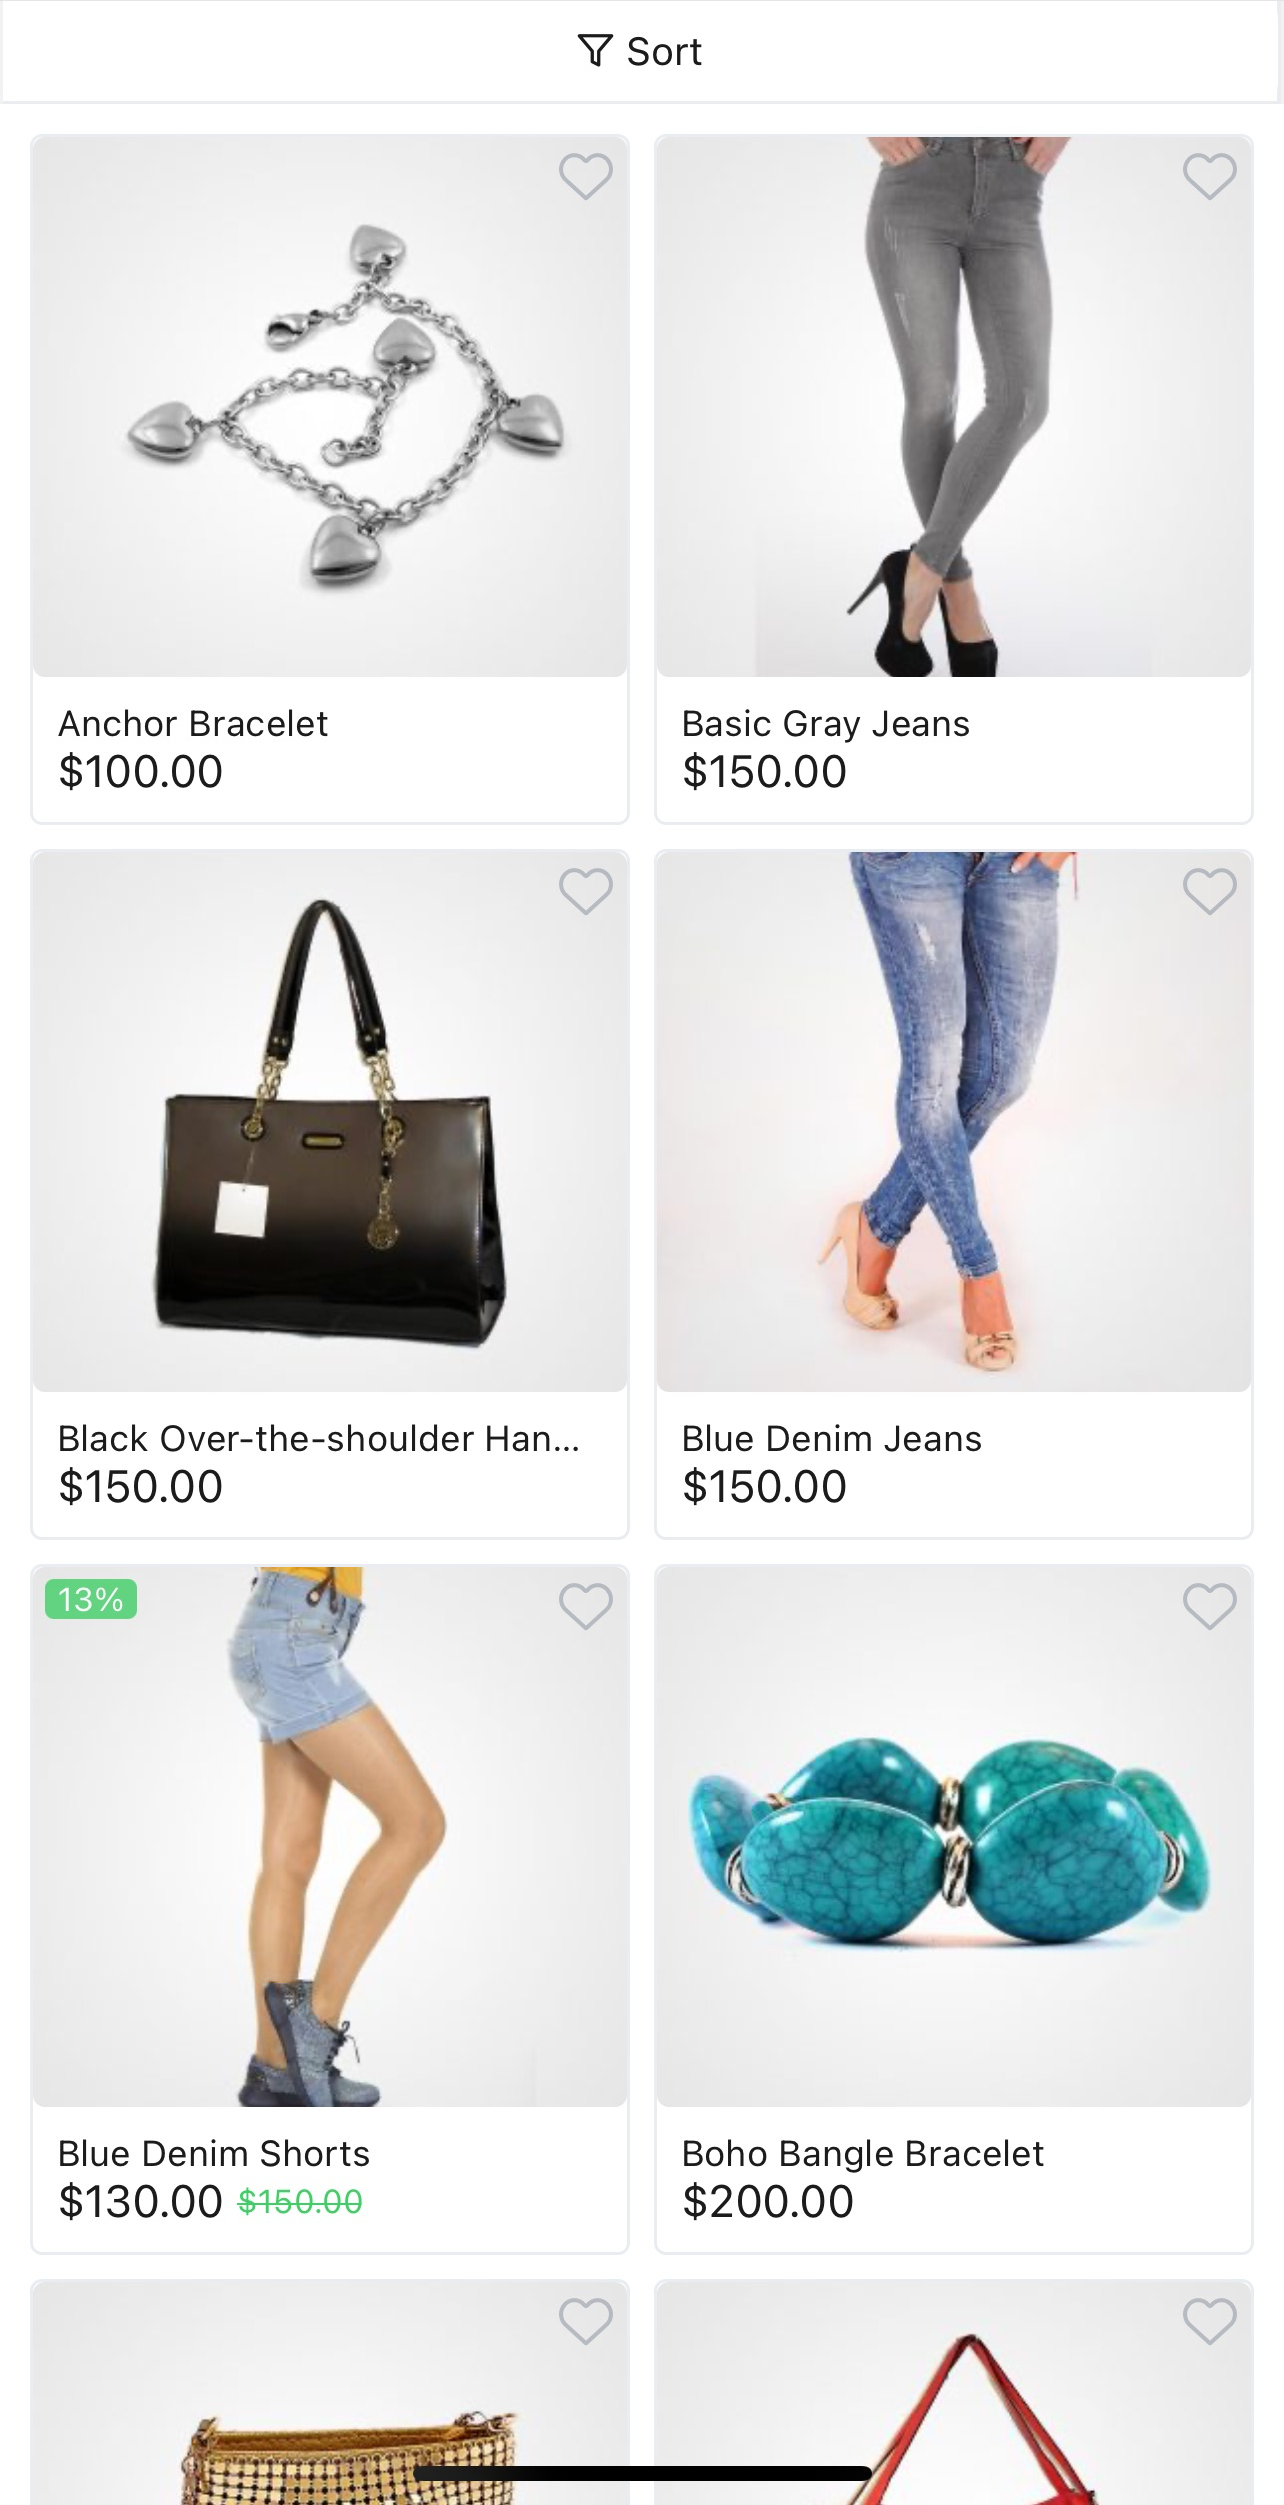 Sort
Anchor Bracelet
$100.00
Basic Gray Jeans
$150.00
Black Over-the-shoulder Han...
$150.00
Blue Denim Jeans
$150.00
13%
Blue Denim Shorts
$130.00 $150.00
Boho Bangle Bracelet
$200.00